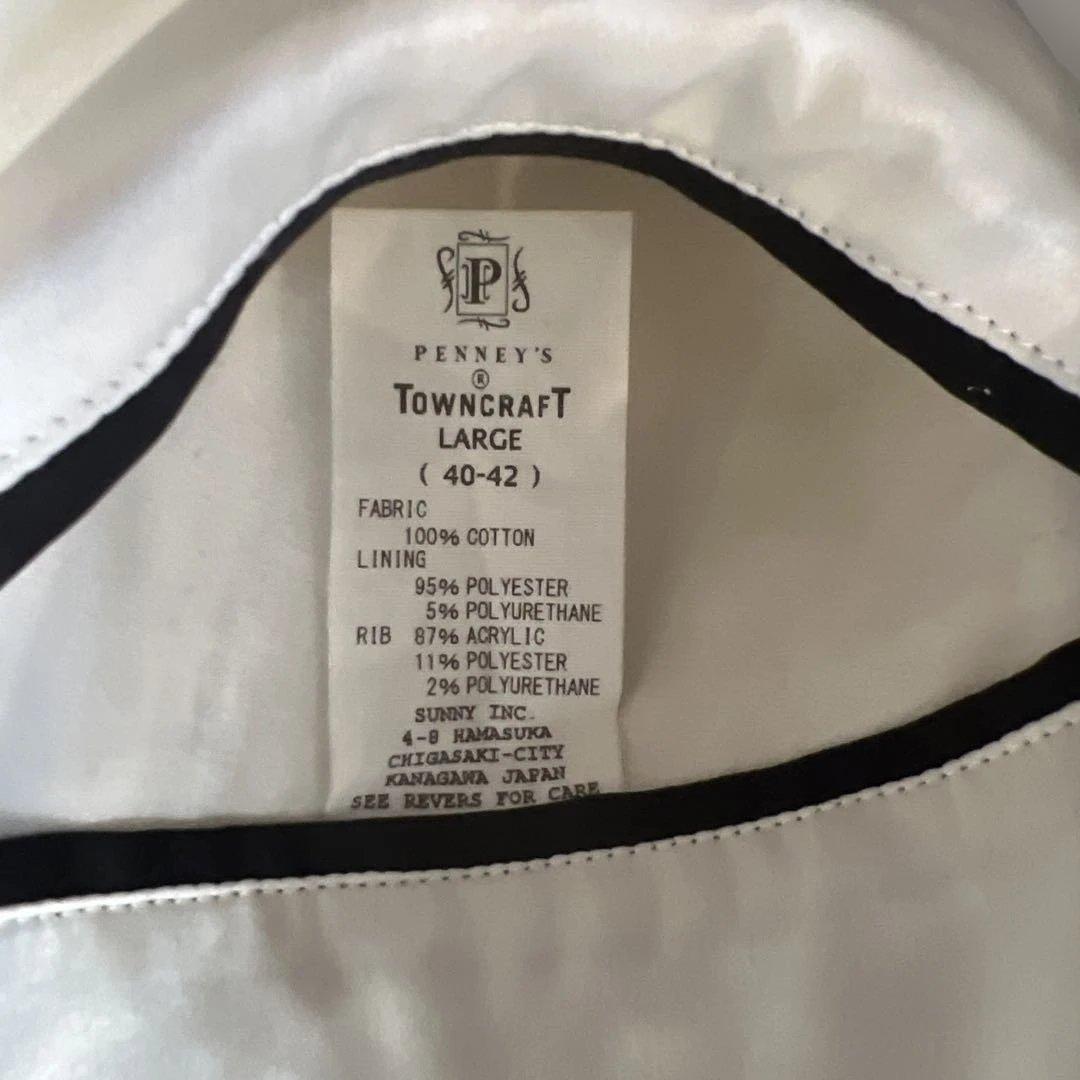 P
PENNEY'S
®
TOWNCRAFT
LARGE
( 40-42 )
FABRIC
100% COTTON
LINING
95% POLYESTER
5% POLYURETHANE
RIB 87% ACRYLIC
11% POLYESTER
2% POLYURETHANE
SUNNY INC.
4-8 HAMASUKA
CHIGASAKI-CITY
KANAGAWA JAPAN
SEE REVERS FOR CARE